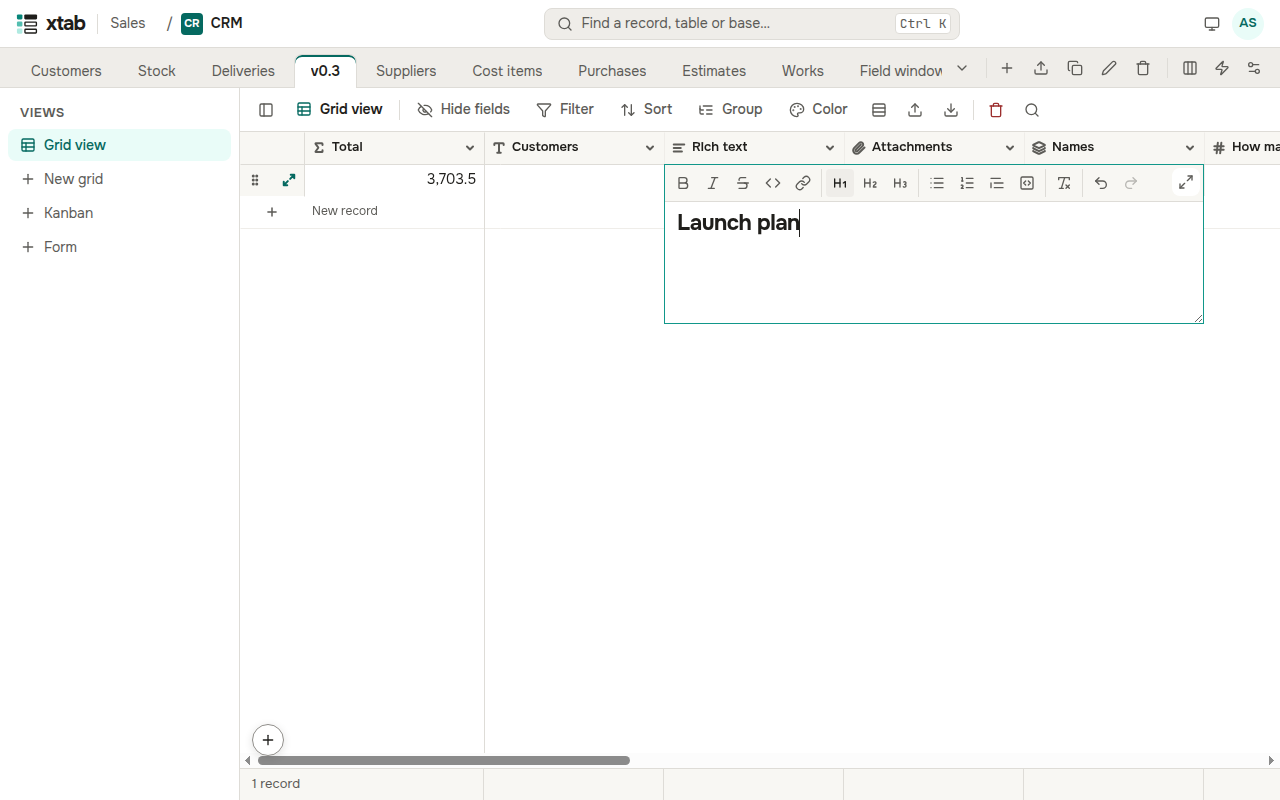 xtab
Sales / CR CRM
Find a record, table or base... Ctrl K
AS
Customers Stock Deliveries v0.3 Suppliers Cost items Purchases Estimates Works Field window
VIEWS
Grid view
New grid
Kanban
Form
Grid view Hide fields Filter Sort Group Color
Total Customers RIch text Attachments Names How ma
3,703.5
B I S H1 H2 H3
New record
Launch plan
1 record